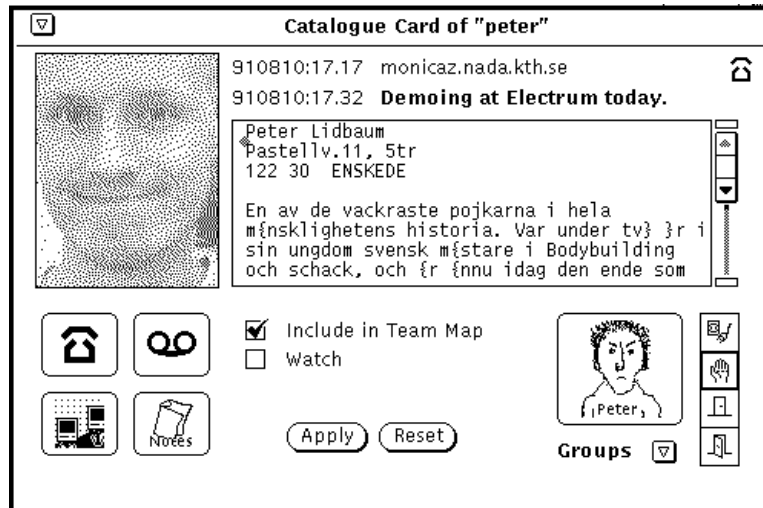 Catalogue Card of "peter"
910810:17.17 monicaz.nada.kth.se
910810:17.32 Demoing at Electrum today.
Peter Lidbaum
Pastellv.11, 5tr
122 30 ENSKEDE
En av de vackraste pojkarna i hela
m{nsklighetens historia. Var under tv} }r i
sin ungdom svensk m{stare i Bodybuilding
och schack, och {r {nnu idag den ende som
Include in Team Map
Watch
Notes
Peter
Apply
Reset
Groups